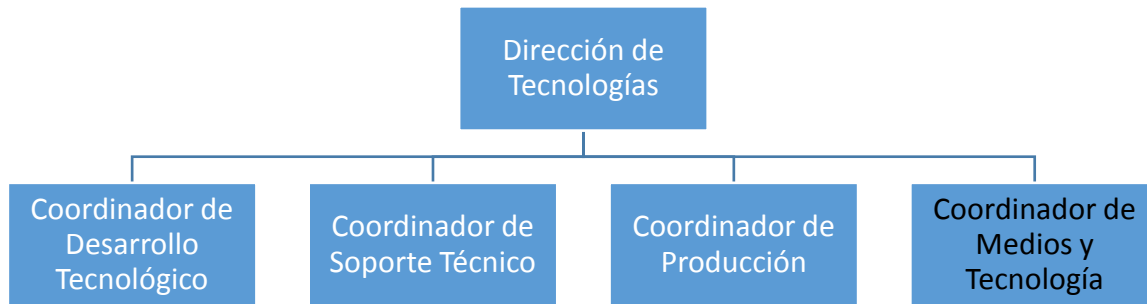 Dirección de
Tecnologías
Coordinador de
Desarrollo
Tecnológico
Coordinador de
Soporte Técnico
Coordinador de
Producción
Coordinador de
Medios y
Tecnología